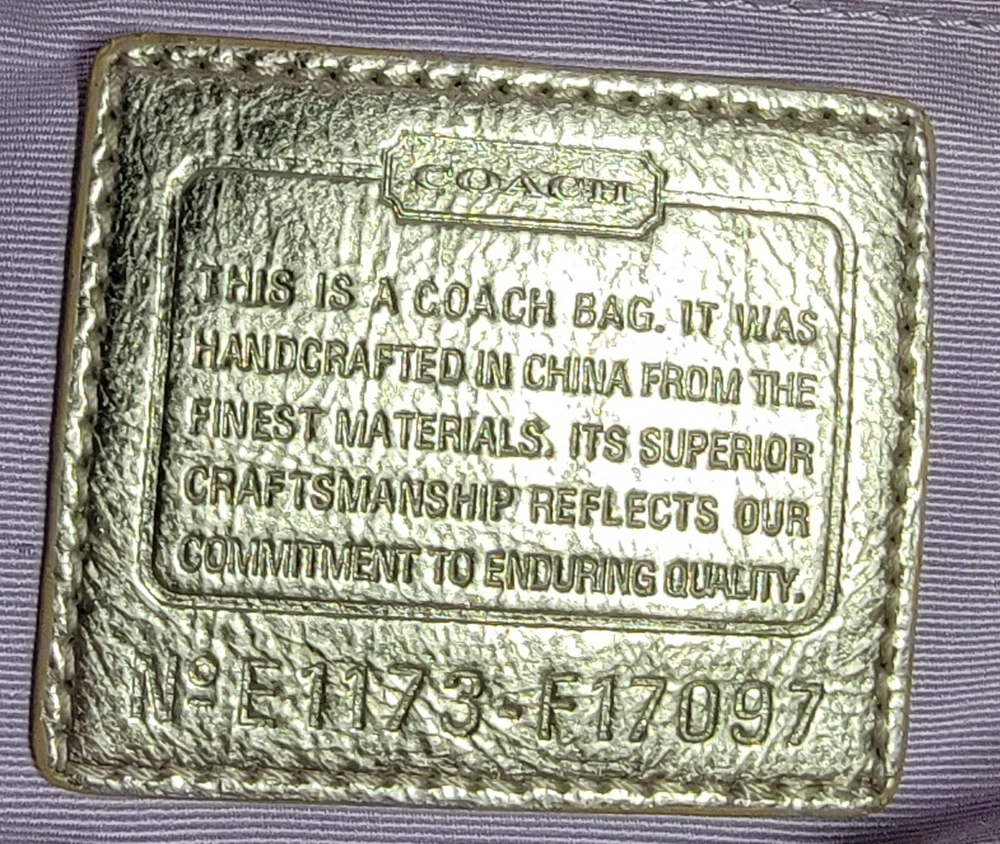 COACH
THIS IS A COACH BAG. IT WAS
HANDCRAFTED IN CHINA FROM THE
FINEST MATERIALS. ITS SUPERIOR
CRAFTSMANSHIP REFLECTS OUR
COMMITMENT TO ENDURING QUALITY.
Nº E1173-F17097